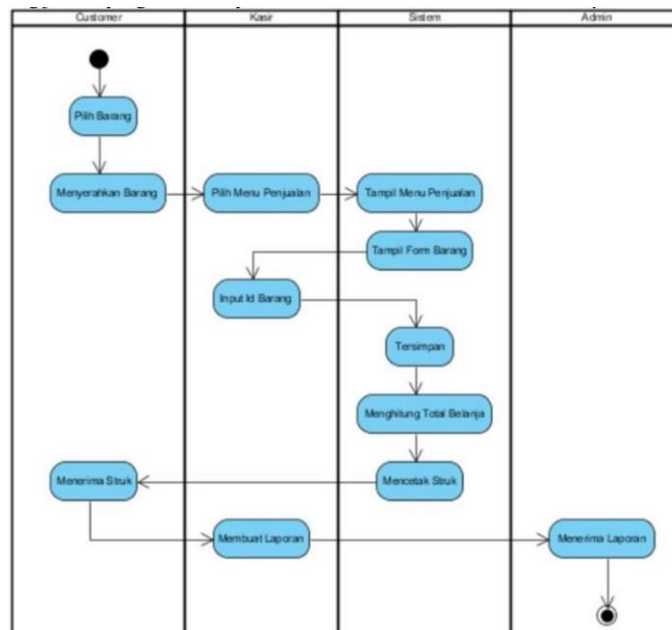 Customer
Kasir
Sistem
Admin
Pilih Barang
Menyerahkan Barang
Pilih Menu Penjualan
Tampil Menu Penjualan
Tampil Form Barang
Input Id Barang
Tersimpan
Menghitung Total Belanja
Mencetak Struk
Menerima Struk
Membuat Laporan
Menerima Laporan